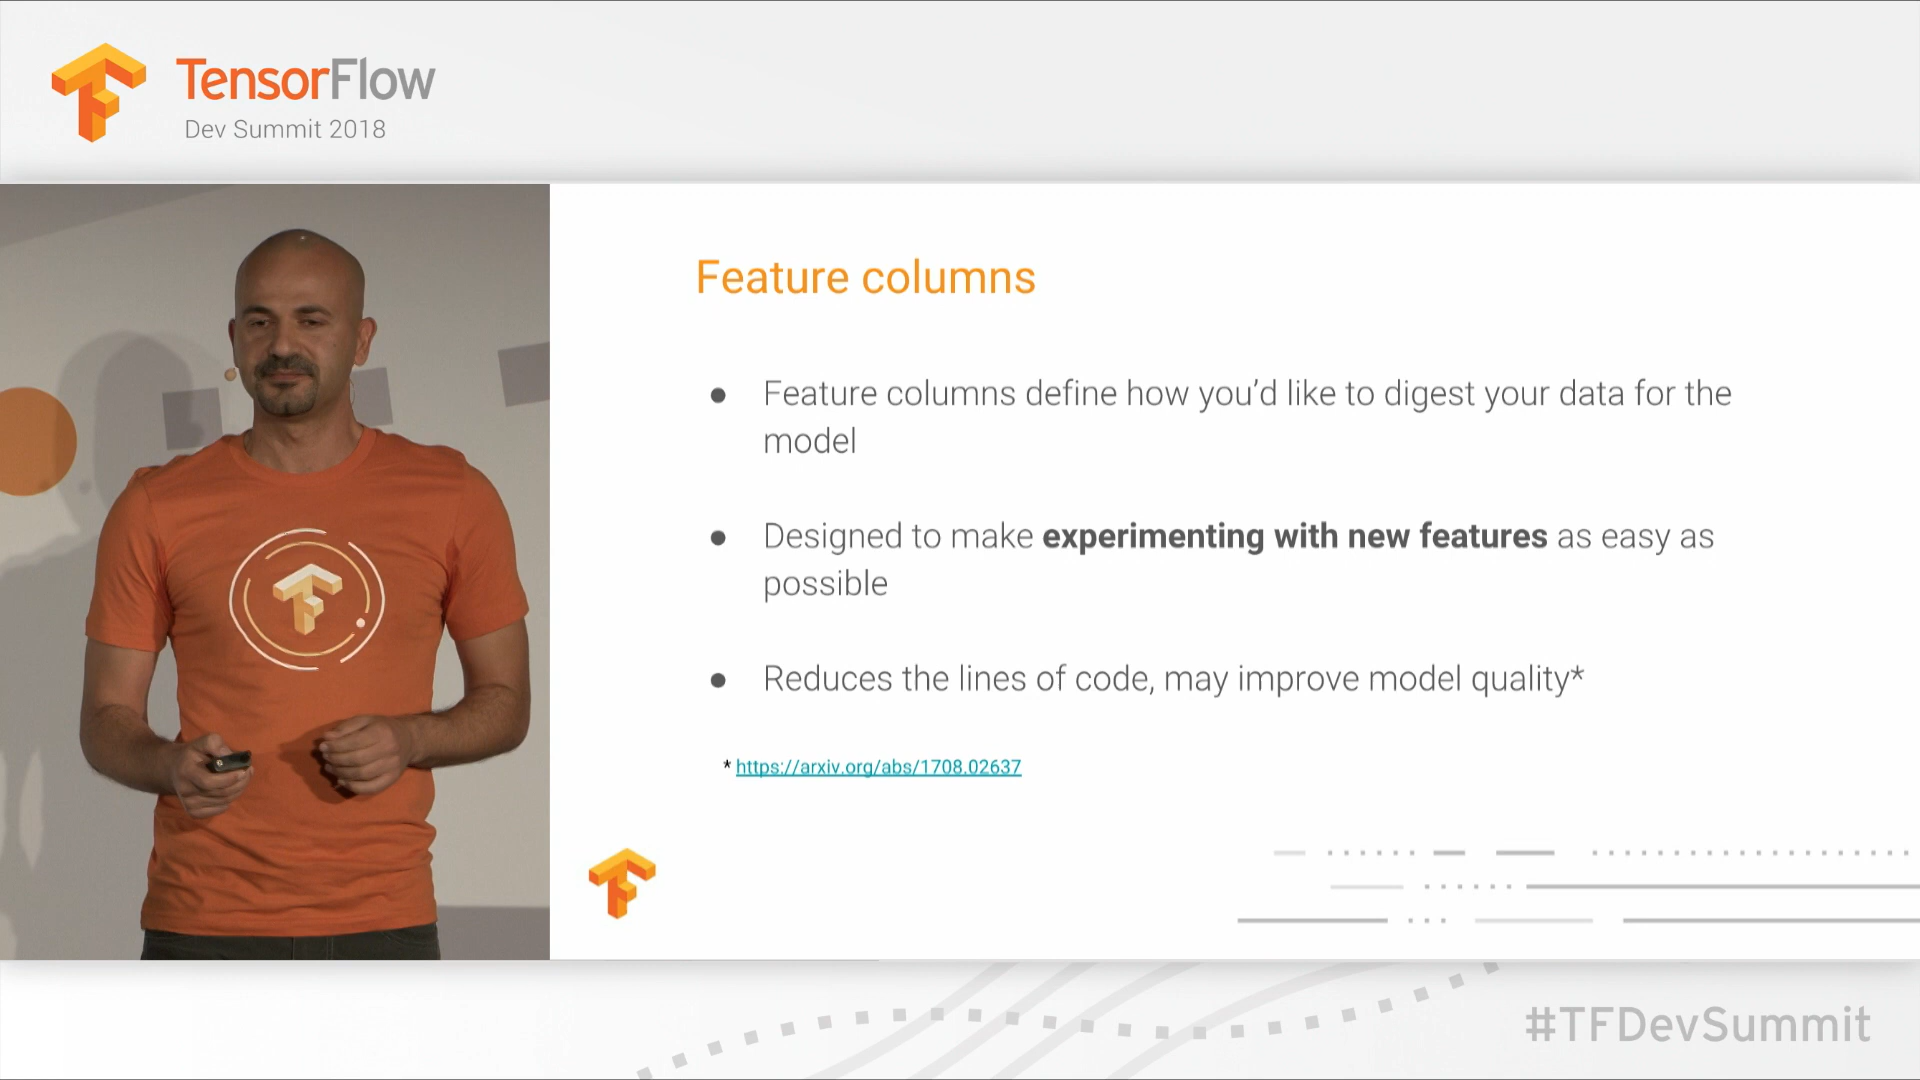 TensorFlow
Dev Summit 2018
Feature columns
● Feature columns define how you’d like to digest your data for the
model
● Designed to make experimenting with new features as easy as
possible
● Reduces the lines of code, may improve model quality*
* https://arxiv.org/abs/1708.02637
#TFDevSummit